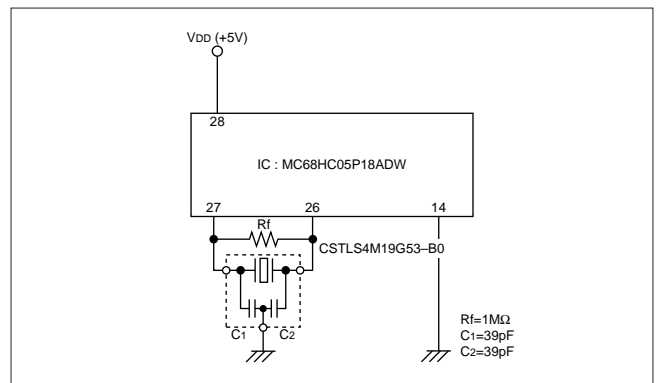 VDD (+5V)
28
IC : MC68HC05P18ADW
27 26 14
Rf
CSTLS4M19G53–B0
C1 C2
Rf=1MΩ
C1=39pF
C2=39pF